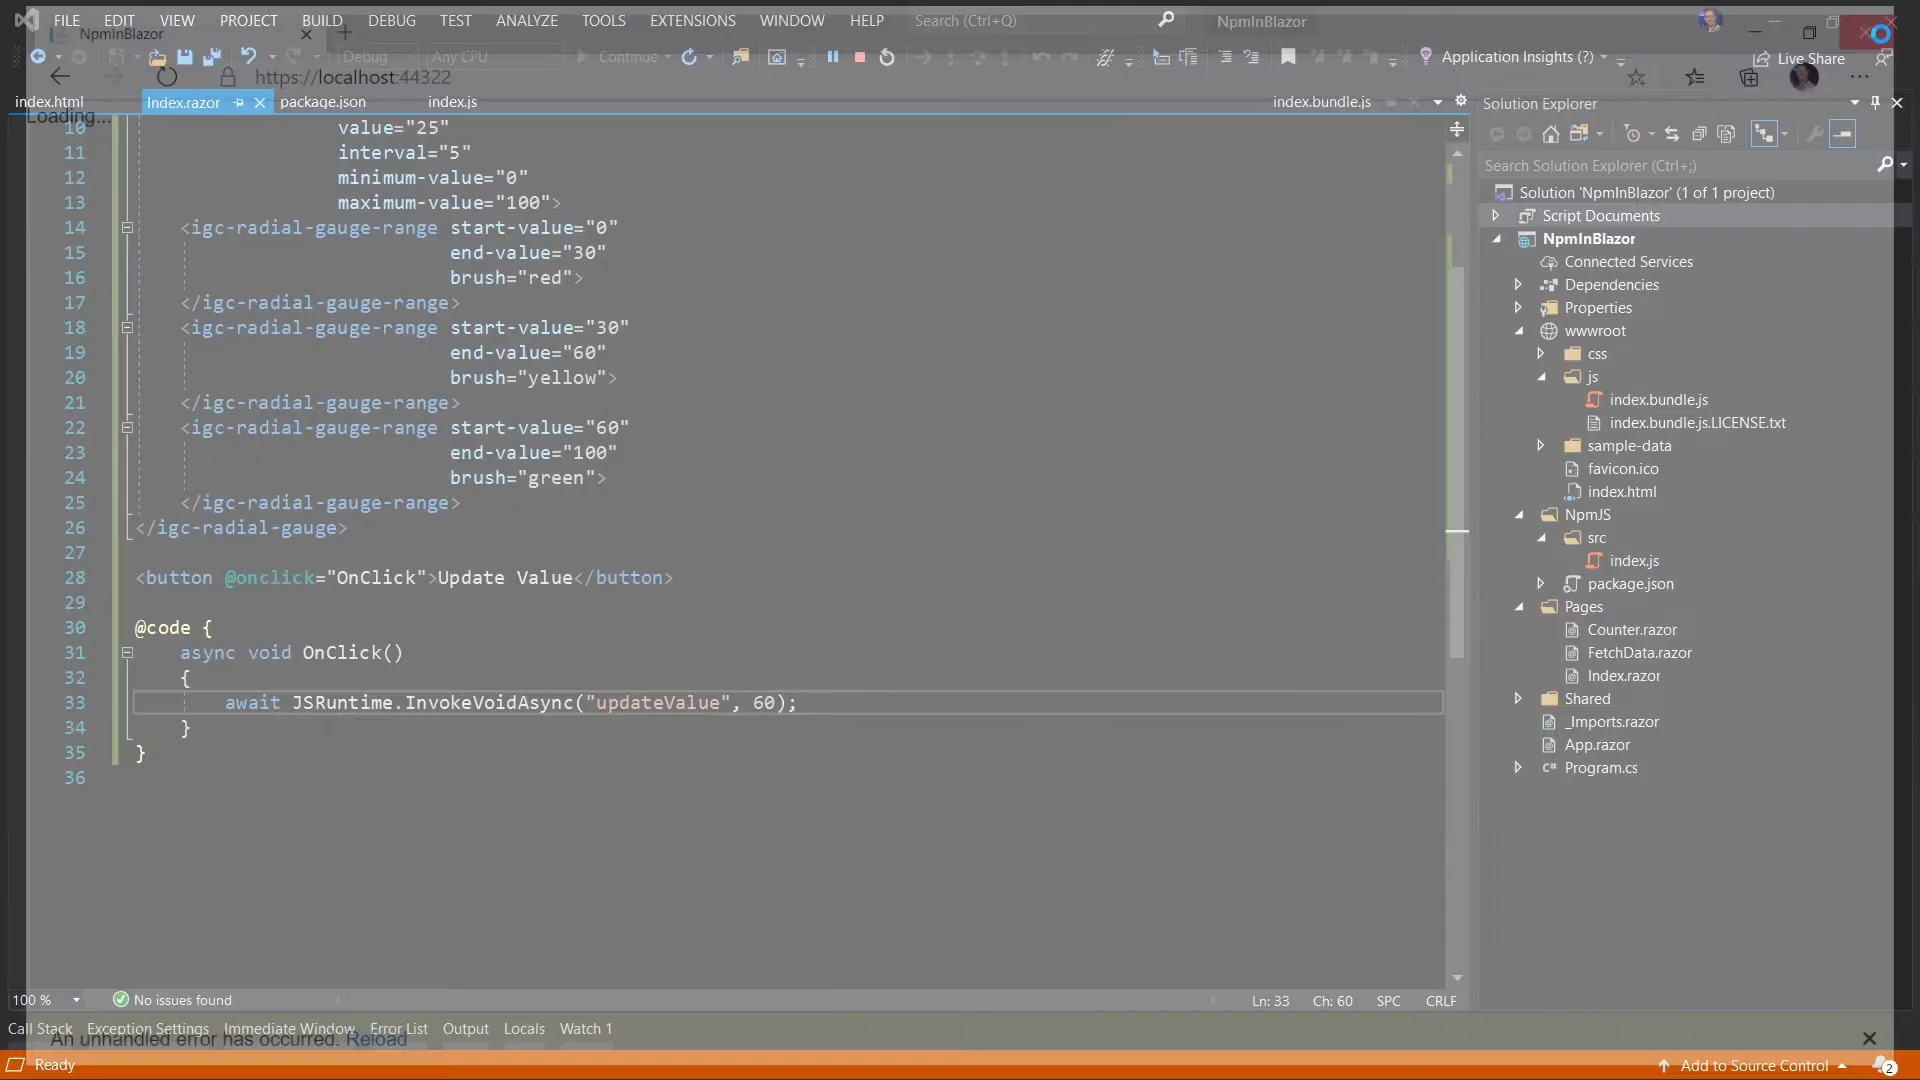 FILE EDIT VIEW PROJECT BUILD DEBUG TEST ANALYZE TOOLS EXTENSIONS WINDOW HELP Search (Ctrl+Q) NpmInBlazor
NpmInBlazor
Debug Any CPU Continue Application Insights (?) Live Share
https://localhost:44322
index.html Index.razor package.json index.js index.bundle.js
Loading...
10 value="25"
11 interval="5"
12 minimum-value="0"
13 maximum-value="100">
14 <igc-radial-gauge-range start-value="0"
15 end-value="30"
16 brush="red">
17 </igc-radial-gauge-range>
18 <igc-radial-gauge-range start-value="30"
19 end-value="60"
20 brush="yellow">
21 </igc-radial-gauge-range>
22 <igc-radial-gauge-range start-value="60"
23 end-value="100"
24 brush="green">
25 </igc-radial-gauge-range>
26 </igc-radial-gauge>
27
28 <button @onclick="OnClick">Update Value</button>
29
30 @code {
31 async void OnClick()
32 {
33 await JSRuntime.InvokeVoidAsync("updateValue", 60);
34 }
35 }
36
Solution Explorer
Search Solution Explorer (Ctrl+;)
Solution 'NpmInBlazor' (1 of 1 project)
Script Documents
NpmInBlazor
Connected Services
Dependencies
Properties
wwwroot
css
js
index.bundle.js
index.bundle.js.LICENSE.txt
sample-data
favicon.ico
index.html
NpmJS
src
index.js
package.json
Pages
Counter.razor
FetchData.razor
Index.razor
Shared
_Imports.razor
App.razor
C# Program.cs
100 % No issues found Ln: 33 Ch: 60 SPC CRLF
Call Stack Exception Settings Immediate Window Error List Output Locals Watch 1
An unhandled error has occurred. Reload
Ready Add to Source Control 2